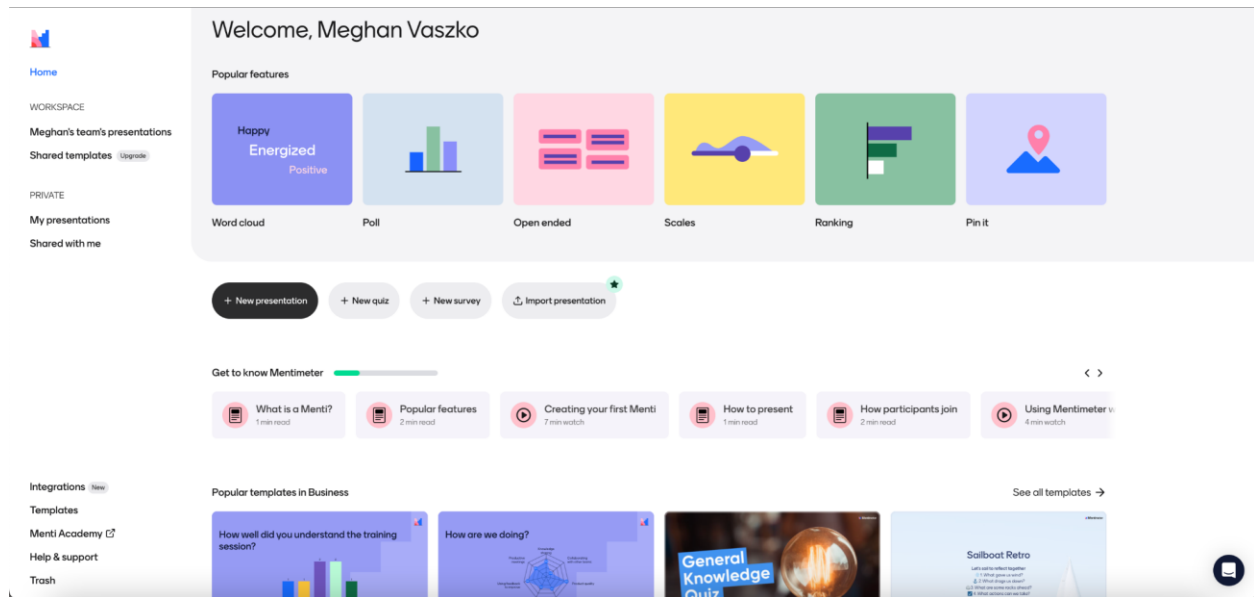 Welcome, Meghan Vaszko
Home
WORKSPACE
Meghan's team's presentations
Shared templates Upgrade
PRIVATE
My presentations
Shared with me
Integrations New
Templates
Menti Academy
Help & support
Trash
Popular features
Happy
Energized
Positive
Word cloud
Poll
Open ended
Scales
Ranking
Pin it
+ New presentation
+ New quiz
+ New survey
Import presentation
Get to know Mentimeter
What is a Menti?
1 min read
Popular features
2 min read
Creating your first Menti
7 min watch
How to present
1 min read
How participants join
2 min read
Using Mentimeter
4 min watch
Popular templates in Business
See all templates
How well did you understand the training
session?
How are we doing?
General
Knowledge
Quiz
Sailboat Retro
Let's sail to reflect together